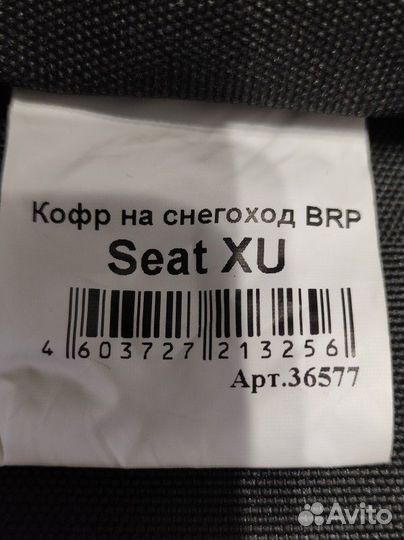 Кофр на снегоход BRP
Seat XU
4 603727 213256
Арт.36577
Avito